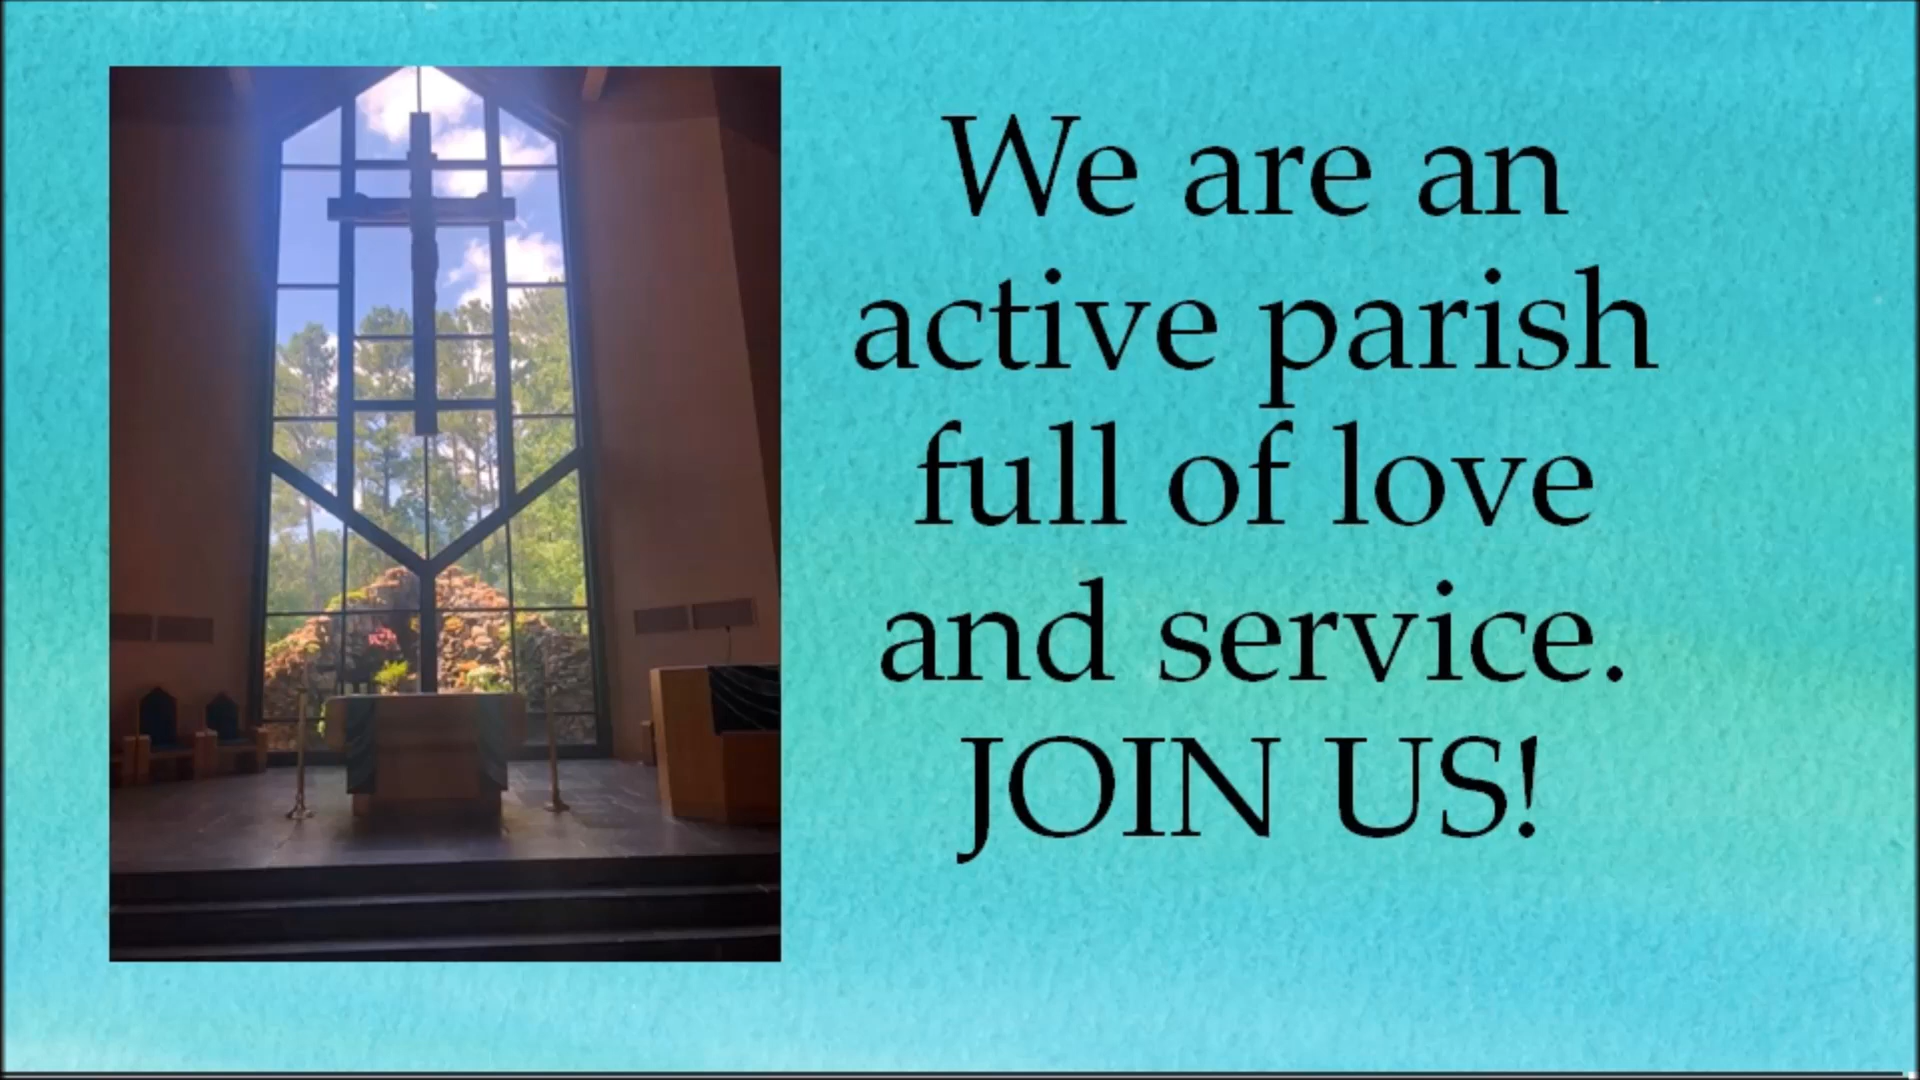 We are an
active parish
full of love
and service.
JOIN US!